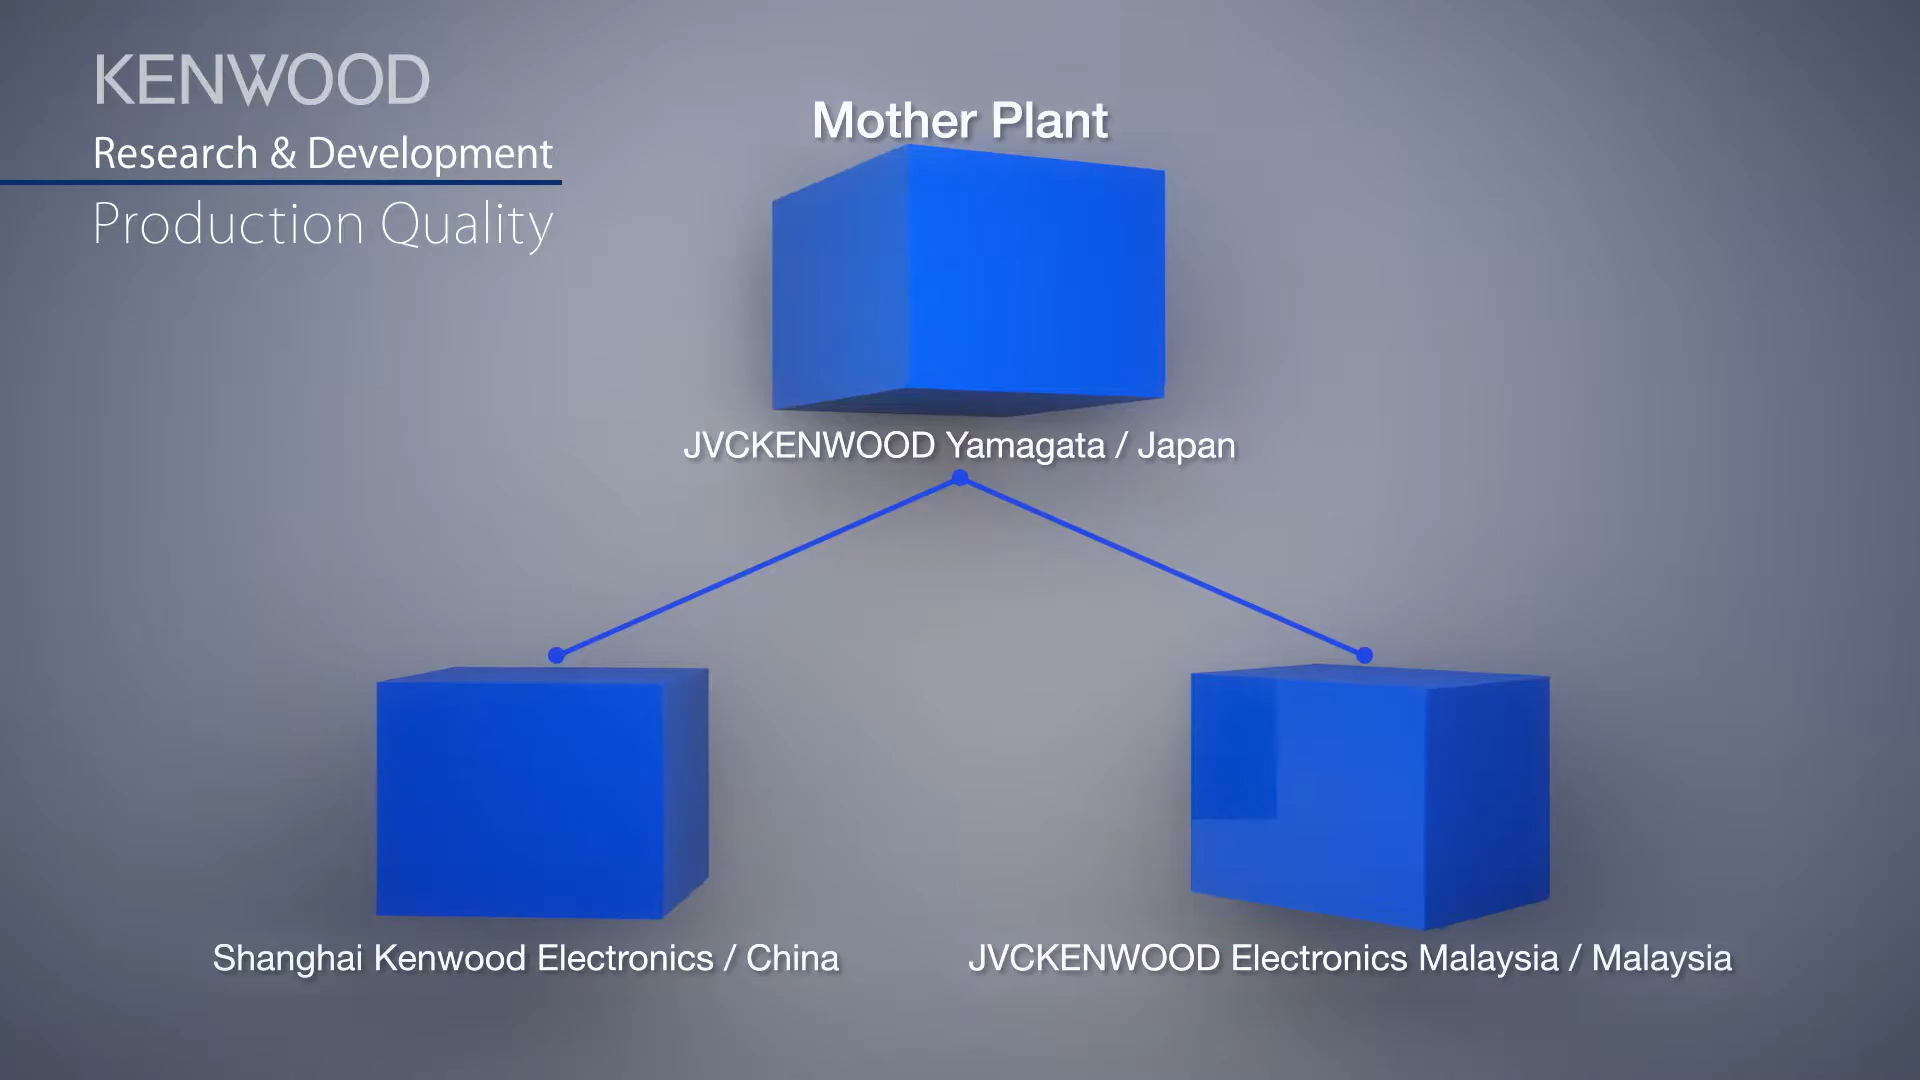 KENWOOD
Research & Development
Production Quality
Mother Plant
JVCKENWOOD Yamagata / Japan
Shanghai Kenwood Electronics / China
JVCKENWOOD Electronics Malaysia / Malaysia